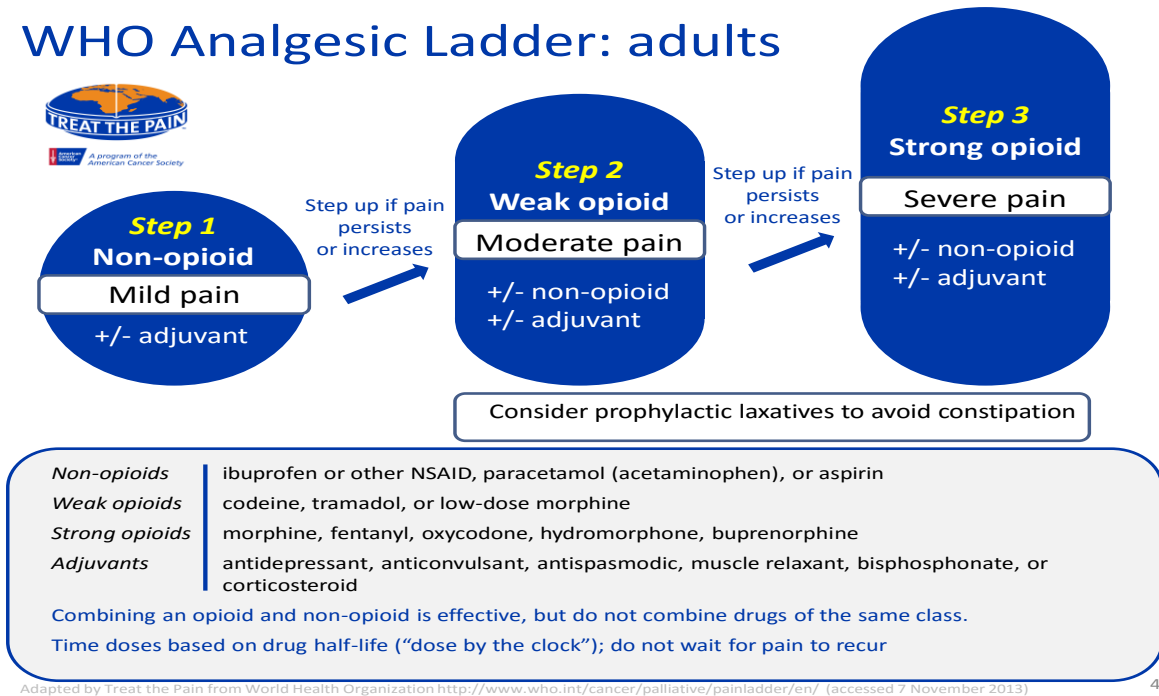 WHO Analgesic Ladder: adults
TREAT THE PAIN
American
Cancer
Society
A program of the
American Cancer Society
Step 1
Non-opioid
Mild pain
+/- adjuvant
Step up if pain
persists
or increases
Step 2
Weak opioid
Moderate pain
+/- non-opioid
+/- adjuvant
Step up if pain
persists
or increases
Step 3
Strong opioid
Severe pain
+/- non-opioid
+/- adjuvant
Consider prophylactic laxatives to avoid constipation
Non-opioids ibuprofen or other NSAID, paracetamol (acetaminophen), or aspirin
Weak opioids codeine, tramadol, or low-dose morphine
Strong opioids morphine, fentanyl, oxycodone, hydromorphone, buprenorphine
Adjuvants antidepressant, anticonvulsant, antispasmodic, muscle relaxant, bisphosphonate, or
corticosteroid
Combining an opioid and non-opioid is effective, but do not combine drugs of the same class.
Time doses based on drug half-life (“dose by the clock”); do not wait for pain to recur
Adapted by Treat the Pain from World Health Organization http://www.who.int/cancer/palliative/painladder/en/ (accessed 7 November 2013)
4